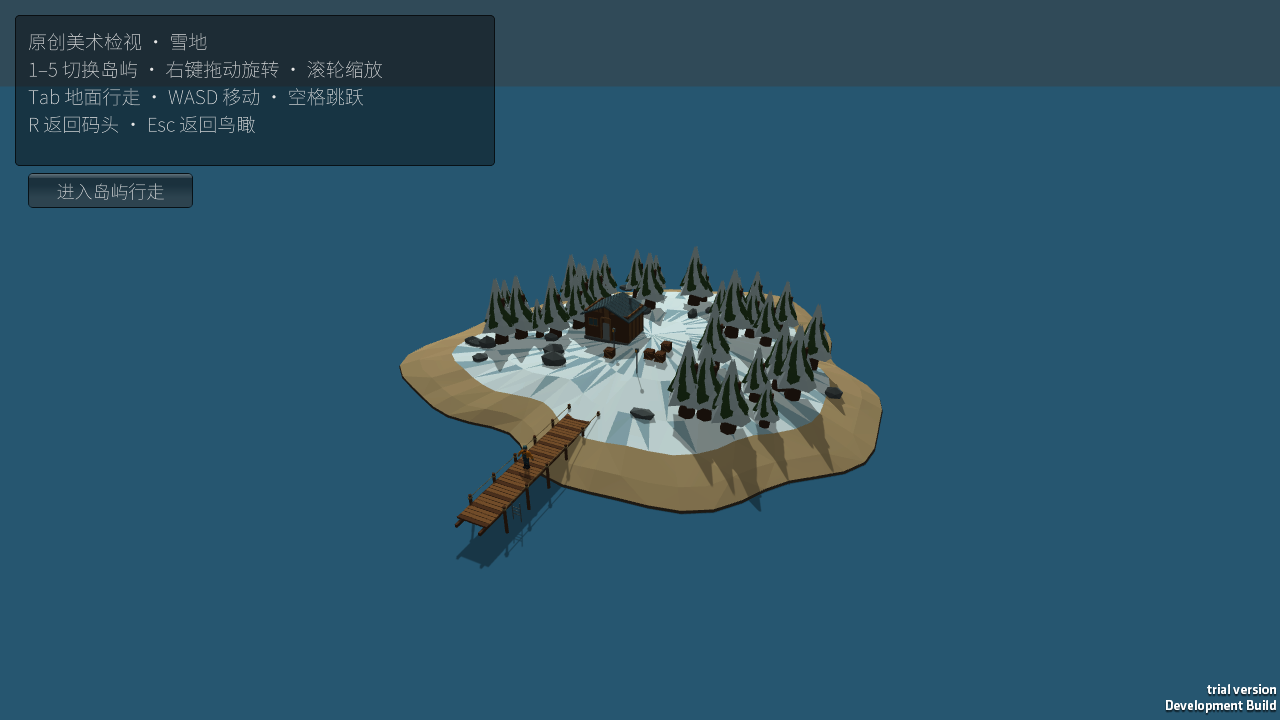 原创美术检视 · 雪地
1–5 切换岛屿 · 右键拖动旋转 · 滚轮缩放
Tab 地面行走 · WASD 移动 · 空格跳跃
R 返回码头 · Esc 返回鸟瞰
进入岛屿行走
trial version
Development Build